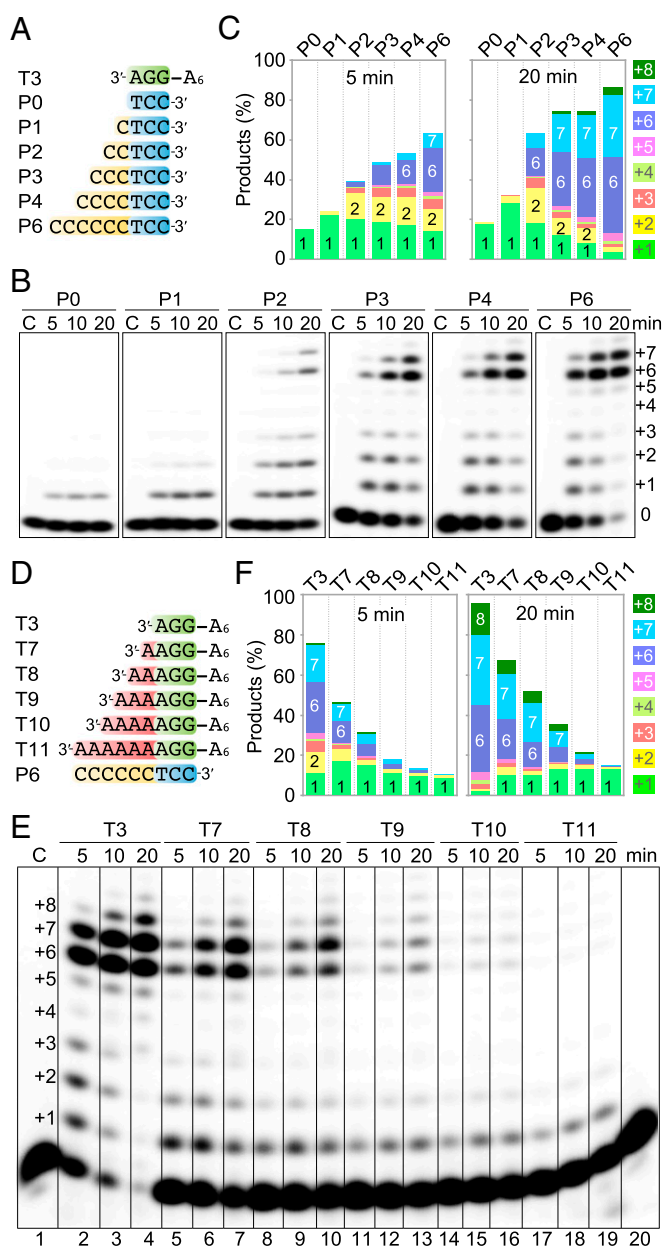 A
T3 3′-AGG–A6
P0 TCC-3′
P1 CTCC-3′
P2 CCTCC-3′
P3 CCCTCC-3′
P4 CCCCTCC-3′
P6 CCCCCCTCC-3′
C
P0 P1 P2 P3 P4 P6 P0 P1 P2 P3 P4 P6
5 min 20 min
Products (%)
100
80
60
40
20
0
1 1 2 1 2 1 6 2 1 7 6 2 1
1 1 6 2 1 7 6 2 1 7 6 2 1 7 6
+8
+7
+6
+5
+4
+3
+2
+1
B
P0 P1 P2 P3 P4 P6
C 5 10 20 C 5 10 20 C 5 10 20 C 5 10 20 C 5 10 20 C 5 10 20 min
+7
+6
+5
+4
+3
+2
+1
0
D
T3 3′-AGG–A6
T7 3′-AAGG–A6
T8 3′-AAAGG–A6
T9 3′-AAAAGG–A6
T10 3′-AAAAAGG–A6
T11 3′-AAAAAAAGG–A6
P6 CCCCCCTCC-3′
F
T3 T7 T8 T9 T10 T11 T3 T7 T8 T9 T10 T11
5 min 20 min
Products (%)
100
80
60
40
20
0
7 6 2 1 7 6 1 1 1 1 1
8 7 6 7 6 1 7 6 1 7 1 1 1
+8
+7
+6
+5
+4
+3
+2
+1
E
T3 T7 T8 T9 T10 T11
C 5 10 20 5 10 20 5 10 20 5 10 20 5 10 20 5 10 20 min
+8
+7
+6
+5
+4
+3
+2
+1
1 2 3 4 5 6 7 8 9 10 11 12 13 14 15 16 17 18 19 20